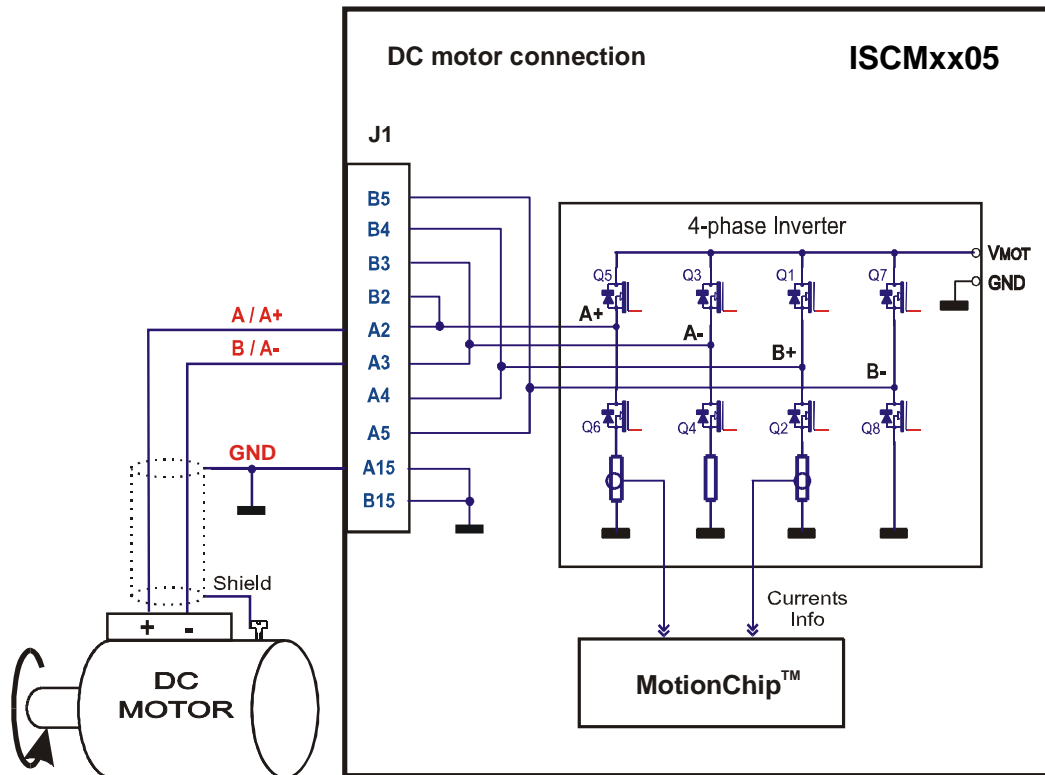 DC motor connection
ISCMxx05
J1
B5
B4
B3
B2
A2
A3
A4
A5
A15
B15
A / A+
B / A-
GND
Shield
+ -
DC
MOTOR
4-phase Inverter
VMOT
GND
Q5
Q3
Q1
Q7
A+
A-
B+
B-
Q6
Q4
Q2
Q8
Currents
Info
MotionChip™